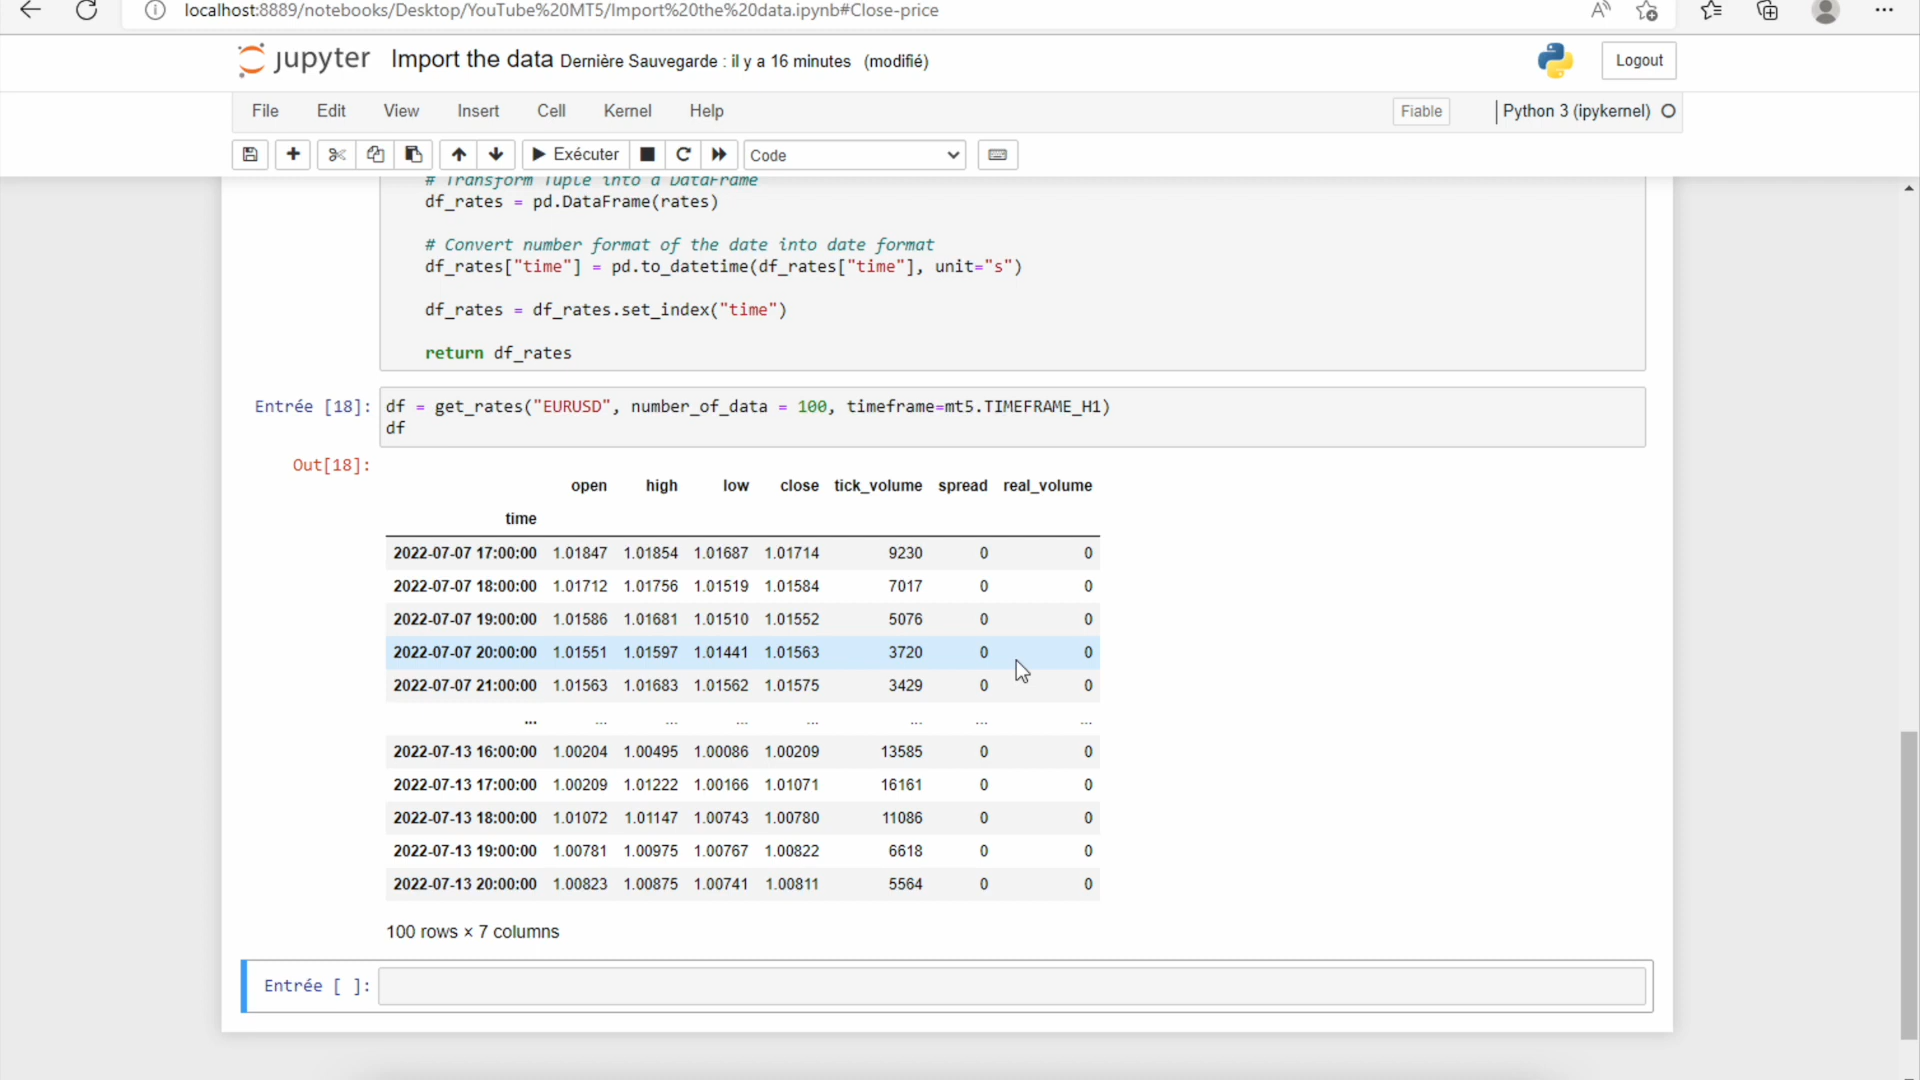 localhost:8889/notebooks/Desktop/YouTube%20MT5/Import%20the%20data.ipynb#Close-price
jupyter Import the data Dernière Sauvegarde : il y a 16 minutes (modifié)
Logout
File Edit View Insert Cell Kernel Help
Fiable
Python 3 (ipykernel)
Exécuter
Code
# Transform Tuple into a DataFrame
df_rates = pd.DataFrame(rates)
# Convert number format of the date into date format
df_rates["time"] = pd.to_datetime(df_rates["time"], unit="s")
df_rates = df_rates.set_index("time")
return df_rates
Entrée [18]: df = get_rates("EURUSD", number_of_data = 100, timeframe=mt5.TIMEFRAME_H1)
df
Out[18]:
open high low close tick_volume spread real_volume
time
2022-07-07 17:00:00 1.01847 1.01854 1.01687 1.01714 9230 0 0
2022-07-07 18:00:00 1.01712 1.01756 1.01519 1.01584 7017 0 0
2022-07-07 19:00:00 1.01586 1.01681 1.01510 1.01552 5076 0 0
2022-07-07 20:00:00 1.01551 1.01597 1.01441 1.01563 3720 0 0
2022-07-07 21:00:00 1.01563 1.01683 1.01562 1.01575 3429 0 0
... ... ... ... ... ... ... ...
2022-07-13 16:00:00 1.00204 1.00495 1.00086 1.00209 13585 0 0
2022-07-13 17:00:00 1.00209 1.01222 1.00166 1.01071 16161 0 0
2022-07-13 18:00:00 1.01072 1.01147 1.00743 1.00780 11086 0 0
2022-07-13 19:00:00 1.00781 1.00975 1.00767 1.00822 6618 0 0
2022-07-13 20:00:00 1.00823 1.00875 1.00741 1.00811 5564 0 0
100 rows × 7 columns
Entrée [ ]: